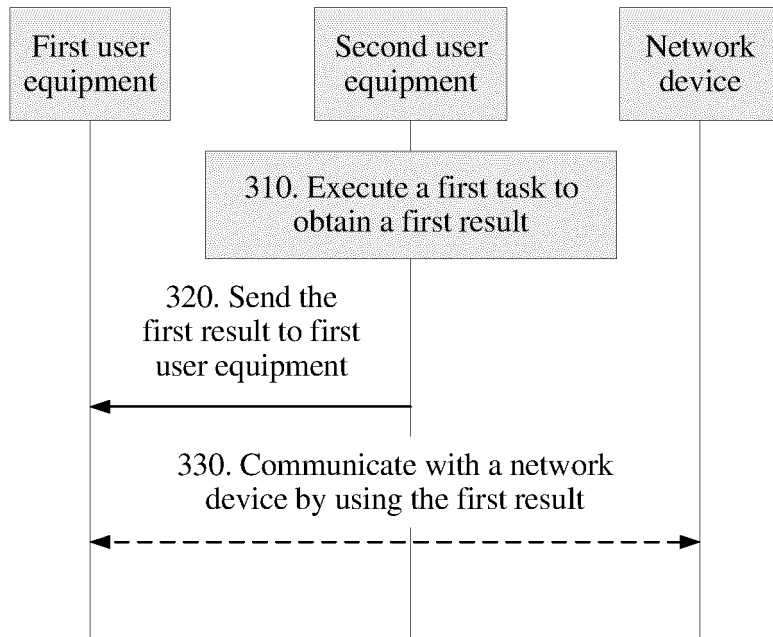 First user
equipment
Second user
equipment
Network
device
310. Execute a first task to
obtain a first result
320. Send the
first result to first
user equipment
330. Communicate with a network
device by using the first result